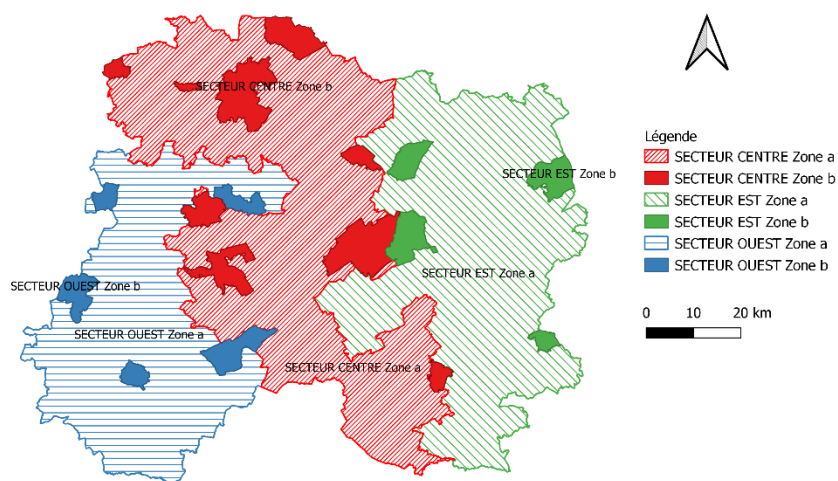 SECTEUR CENTRE Zone b
SECTEUR EST Zone b
SECTEUR EST Zone a
SECTEUR OUEST Zone b
SECTEUR OUEST Zone a
SECTEUR CENTRE Zone a
Légende
SECTEUR CENTRE Zone a
SECTEUR CENTRE Zone b
SECTEUR EST Zone a
SECTEUR EST Zone b
SECTEUR OUEST Zone a
SECTEUR OUEST Zone b
0 10 20 km